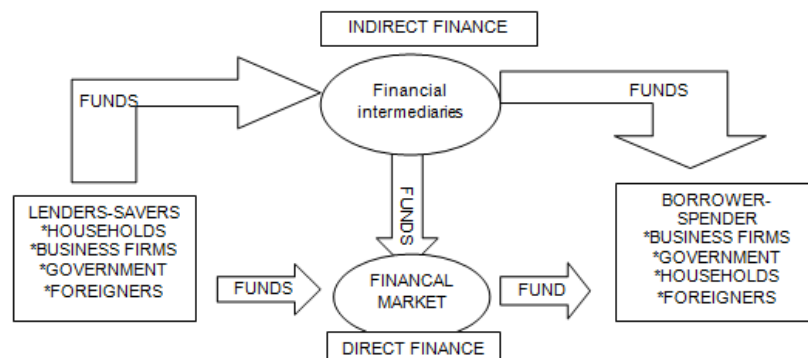 INDIRECT FINANCE
Financial
intermediaries
FUNDS
FUNDS
FUNDS
LENDERS-SAVERS
*HOUSEHOLDS
*BUSINESS FIRMS
*GOVERNMENT
*FOREIGNERS
BORROWER-
SPENDER
*BUSINESS FIRMS
*GOVERNMENT
*HOUSEHOLDS
*FOREIGNERS
FUNDS
FINANCAL
MARKET
FUND
DIRECT FINANCE